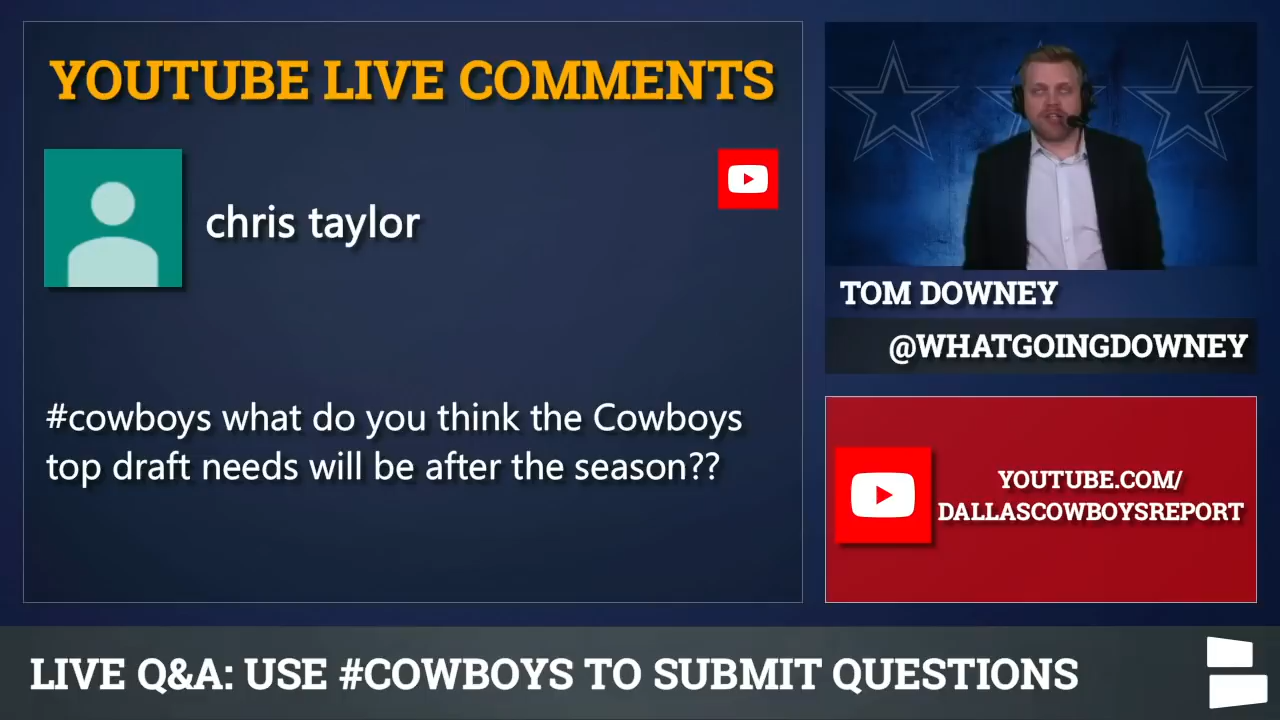 YOUTUBE LIVE COMMENTS
chris taylor
#cowboys what do you think the Cowboys
top draft needs will be after the season??
TOM DOWNEY
@WHATGOINGDOWNEY
YOUTUBE.COM/
DALLASCOWBOYSREPORT
LIVE Q&A: USE #COWBOYS TO SUBMIT QUESTIONS